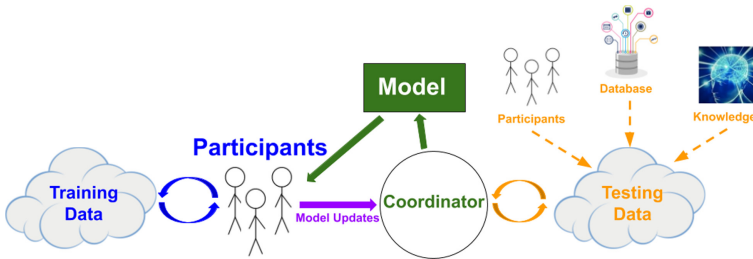 Model
Database
Participants
Knowledge
Participants
Training
Data
Model Updates
Coordinator
Testing
Data